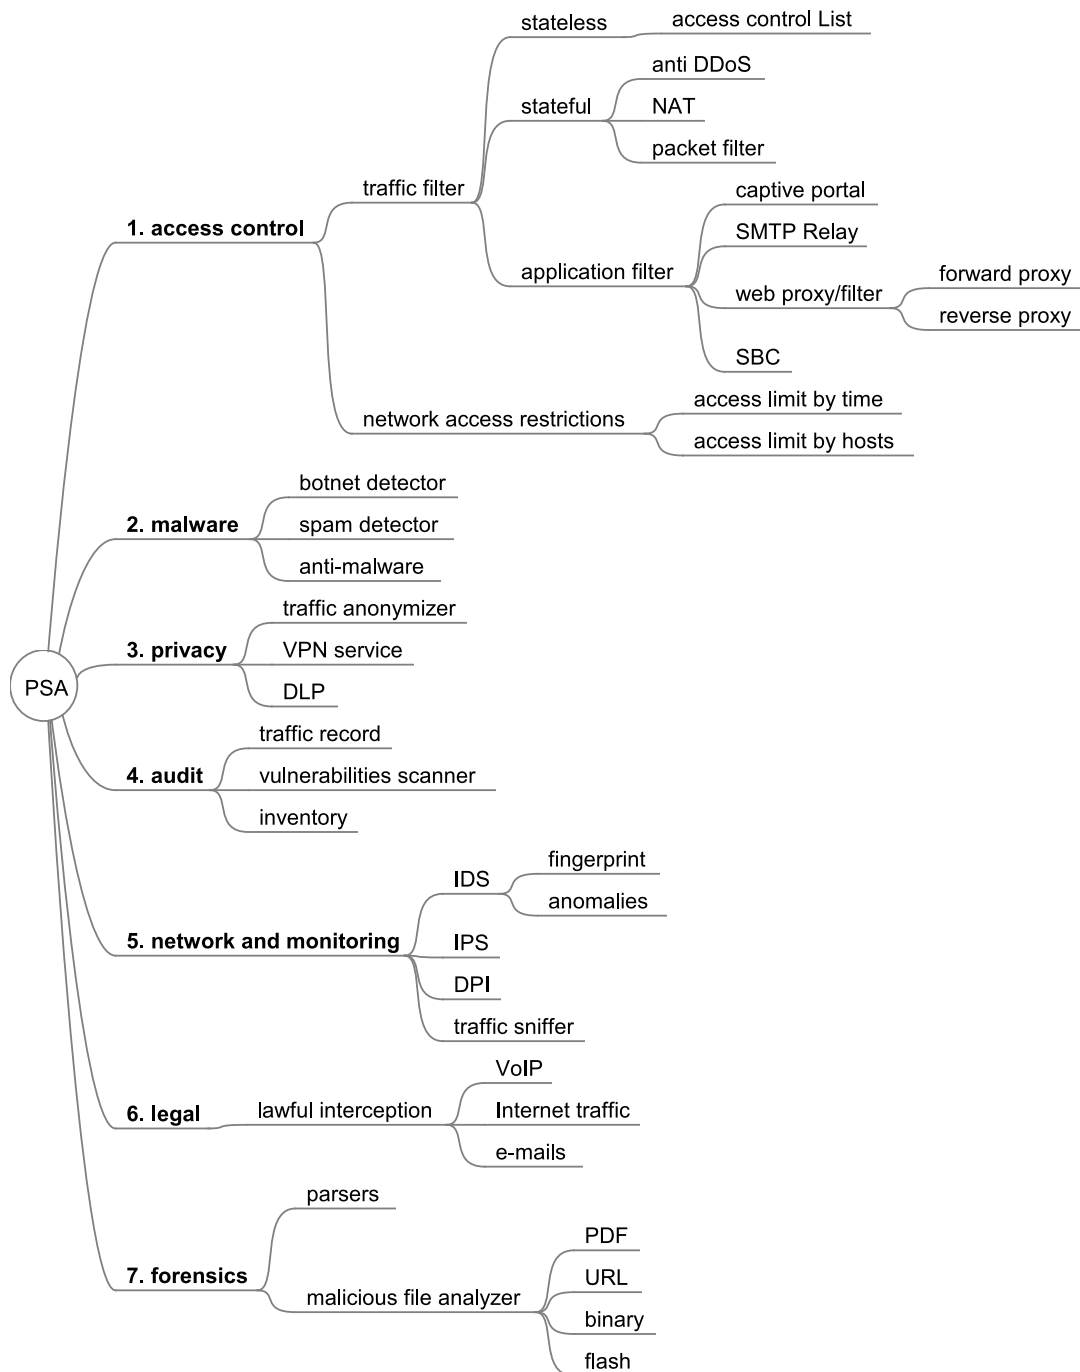 stateless
access control List
anti DDoS
stateful
NAT
packet filter
traffic filter
captive portal
1. access control
SMTP Relay
application filter
forward proxy
web proxy/filter
reverse proxy
SBC
access limit by time
network access restrictions
access limit by hosts
botnet detector
2. malware
spam detector
anti-malware
traffic anonymizer
3. privacy
VPN service
PSA
DLP
traffic record
4. audit
vulnerabilities scanner
inventory
fingerprint
IDS
anomalies
5. network and monitoring
IPS
DPI
traffic sniffer
VoIP
6. legal
lawful interception
Internet traffic
e-mails
parsers
PDF
7. forensics
URL
malicious file analyzer
binary
flash